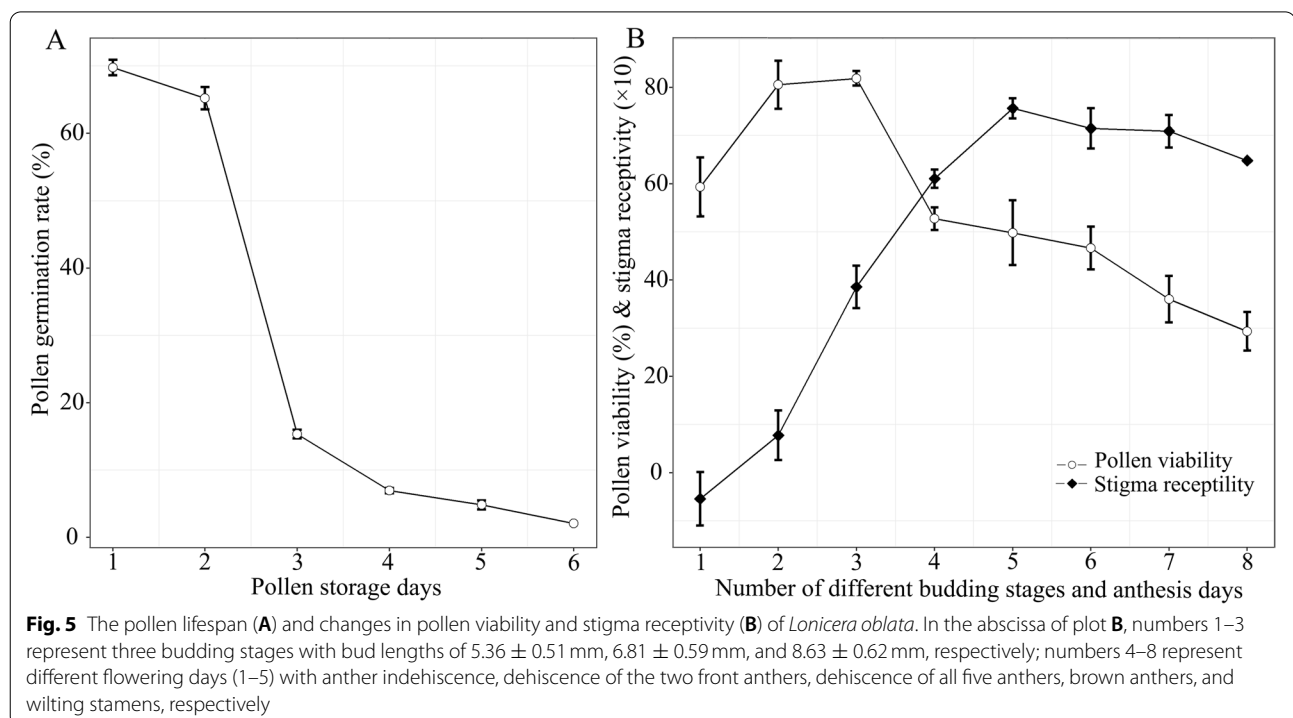 A
Pollen germination rate (%)
60
40
20
0
1 2 3 4 5 6
Pollen storage days
B
Pollen viability (%) & stigma receptivity (×10)
80
60
40
20
0
Pollen viability
Stigma receptility
1 2 3 4 5 6 7 8
Number of different budding stages and anthesis days
Fig. 5 The pollen lifespan (A) and changes in pollen viability and stigma receptivity (B) of Lonicera oblata. In the abscissa of plot B, numbers 1–3
represent three budding stages with bud lengths of 5.36 ± 0.51 mm, 6.81 ± 0.59 mm, and 8.63 ± 0.62 mm, respectively; numbers 4–8 represent
different flowering days (1–5) with anther indehiscence, dehiscence of the two front anthers, dehiscence of all five anthers, brown anthers, and
wilting stamens, respectively